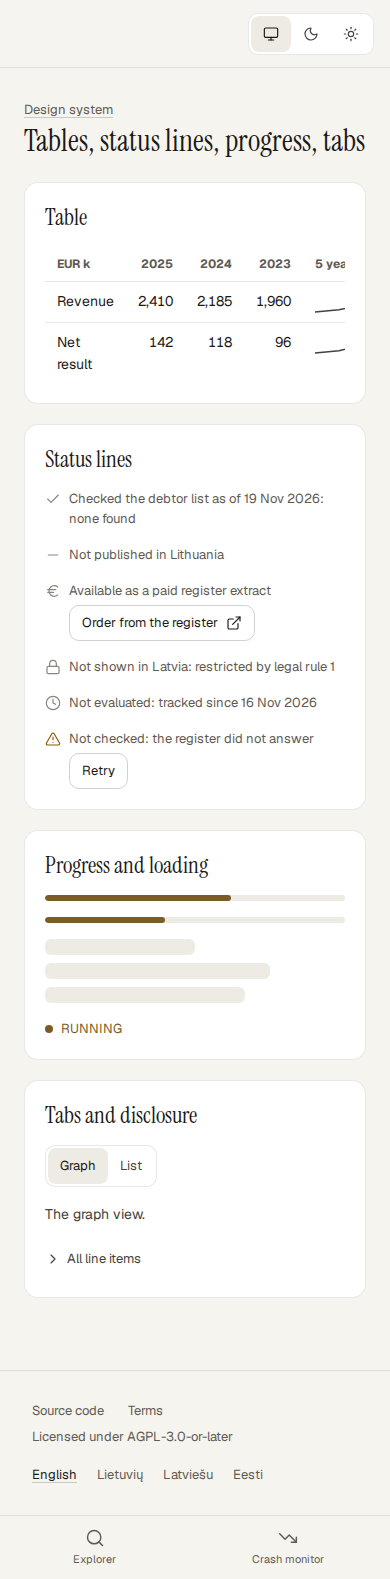 Design system
Tables, status lines, progress, tabs
Table
EUR k 2025 2024 2023 5 yea
Revenue 2,410 2,185 1,960
Net 142 118 96
result
Status lines
Checked the debtor list as of 19 Nov 2026:
none found
Not published in Lithuania
€ Available as a paid register extract
Order from the register
Not shown in Latvia: restricted by legal rule 1
Not evaluated: tracked since 16 Nov 2026
Not checked: the register did not answer
Retry
Progress and loading
RUNNING
Tabs and disclosure
Graph List
The graph view.
All line items
Source code Terms
Licensed under AGPL-3.0-or-later
English Lietuvių Latviešu Eesti
Explorer Crash monitor